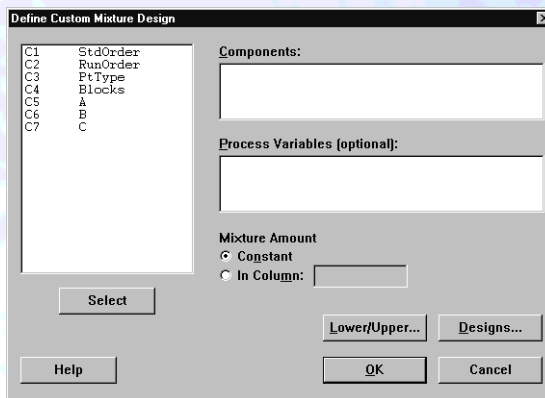 Define Custom Mixture Design
C1 StdOrder
C2 RunOrder
C3 PtType
C4 Blocks
C5 A
C6 B
C7 C
Select
Help
Components:
Process Variables (optional):
Mixture Amount
Constant
In Column:
Lower/Upper...
Designs...
OK
Cancel